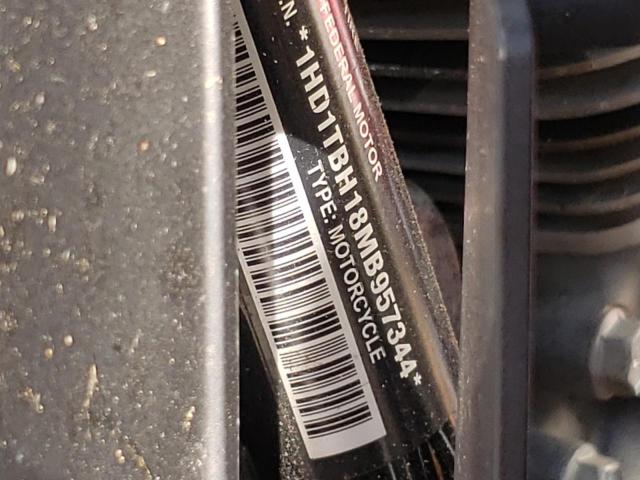 FEDERAL MOTOR
.N. *1HD1TBH18MB957344*
TYPE: MOTORCYCLE